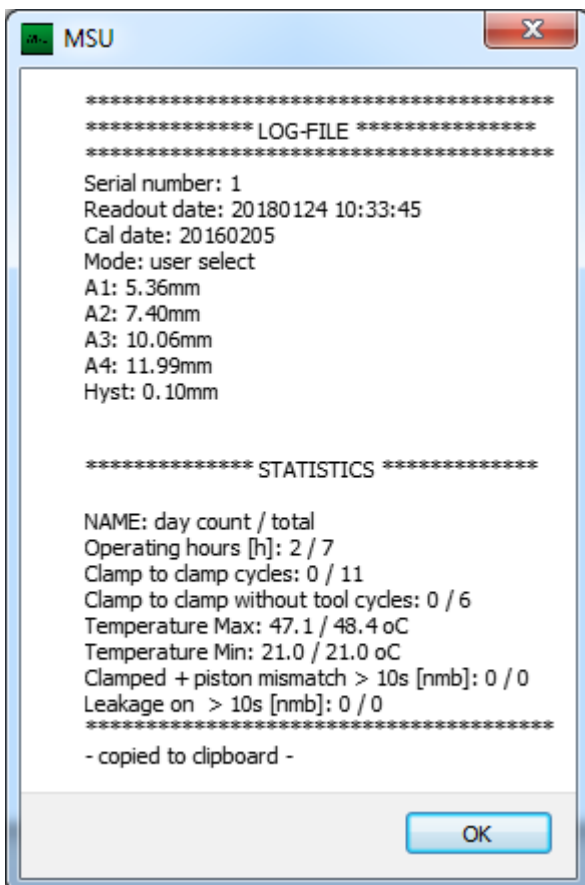 MSU
***************************************
************** LOG-FILE ***************
***************************************
Serial number: 1
Readout date: 20180124 10:33:45
Cal date: 20160205
Mode: user select
A1: 5.36mm
A2: 7.40mm
A3: 10.06mm
A4: 11.99mm
Hyst: 0.10mm
************** STATISTICS *************
NAME: day count / total
Operating hours [h]: 2 / 7
Clamp to clamp cycles: 0 / 11
Clamp to clamp without tool cycles: 0 / 6
Temperature Max: 47.1 / 48.4 oC
Temperature Min: 21.0 / 21.0 oC
Clamped + piston mismatch > 10s [nmb]: 0 / 0
Leakage on  > 10s [nmb]: 0 / 0
***************************************
- copied to clipboard -
OK